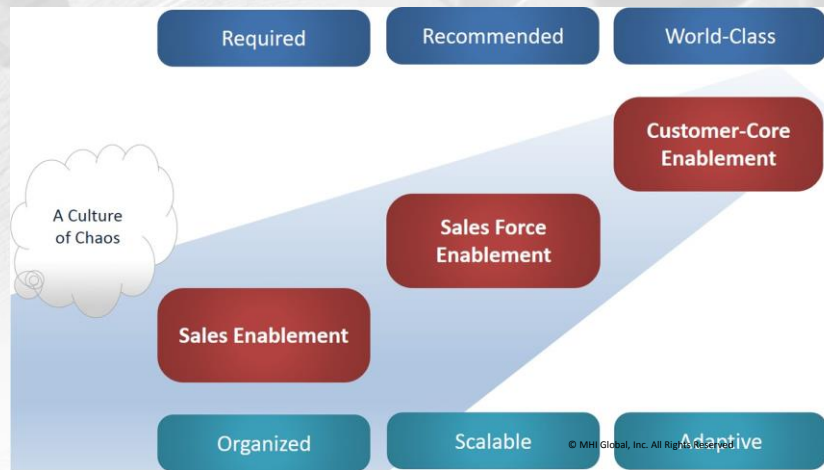 Required
Recommended
World-Class
Customer-Core
Enablement
A Culture
of Chaos
Sales Force
Enablement
Sales Enablement
Organized
Scalable
Adaptive
© MHI Global, Inc. All Rights Reserved